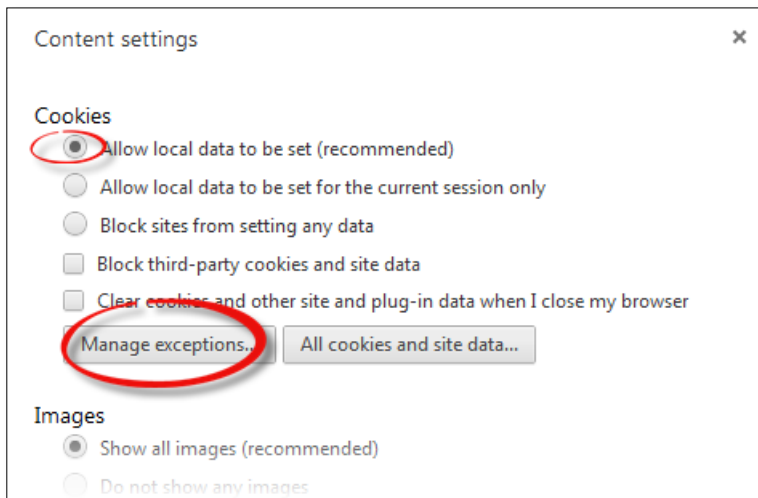 Content settings
Cookies
Allow local data to be set (recommended)
Allow local data to be set for the current session only
Block sites from setting any data
Block third-party cookies and site data
Clear cookies and other site and plug-in data when I close my browser
Manage exceptions... All cookies and site data...
Images
Show all images (recommended)
Do not show any images